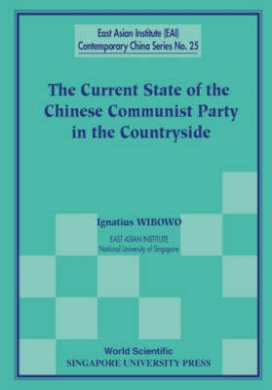 East Asian Institute (EAI)
Contemporary China Series No. 25
The Current State of the
Chinese Communist Party
in the Countryside
Ignatius WIBOWO
EAST ASIAN INSTITUTE
National University of Singapore
World Scientific
SINGAPORE UNIVERSITY PRESS